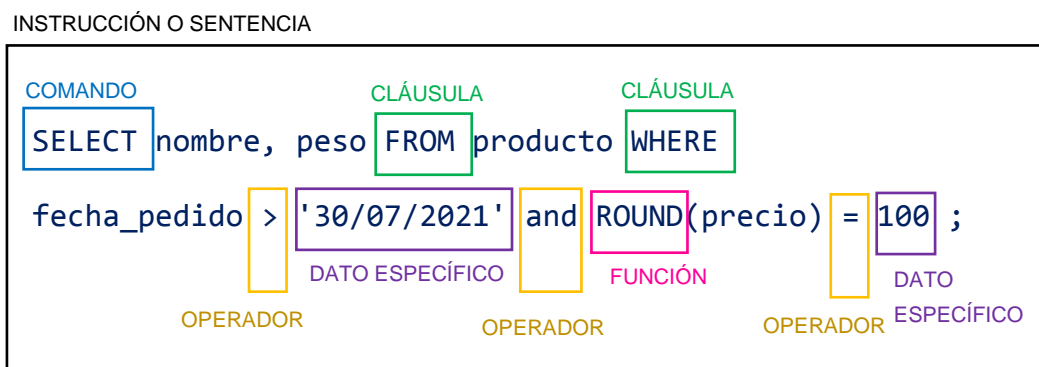 INSTRUCCIÓN O SENTENCIA
COMANDO CLÁUSULA CLÁUSULA
SELECT nombre, peso FROM producto WHERE
fecha_pedido > '30/07/2021' and ROUND(precio) = 100 ;
DATO ESPECÍFICO FUNCIÓN DATO
ESPECÍFICO
OPERADOR OPERADOR OPERADOR